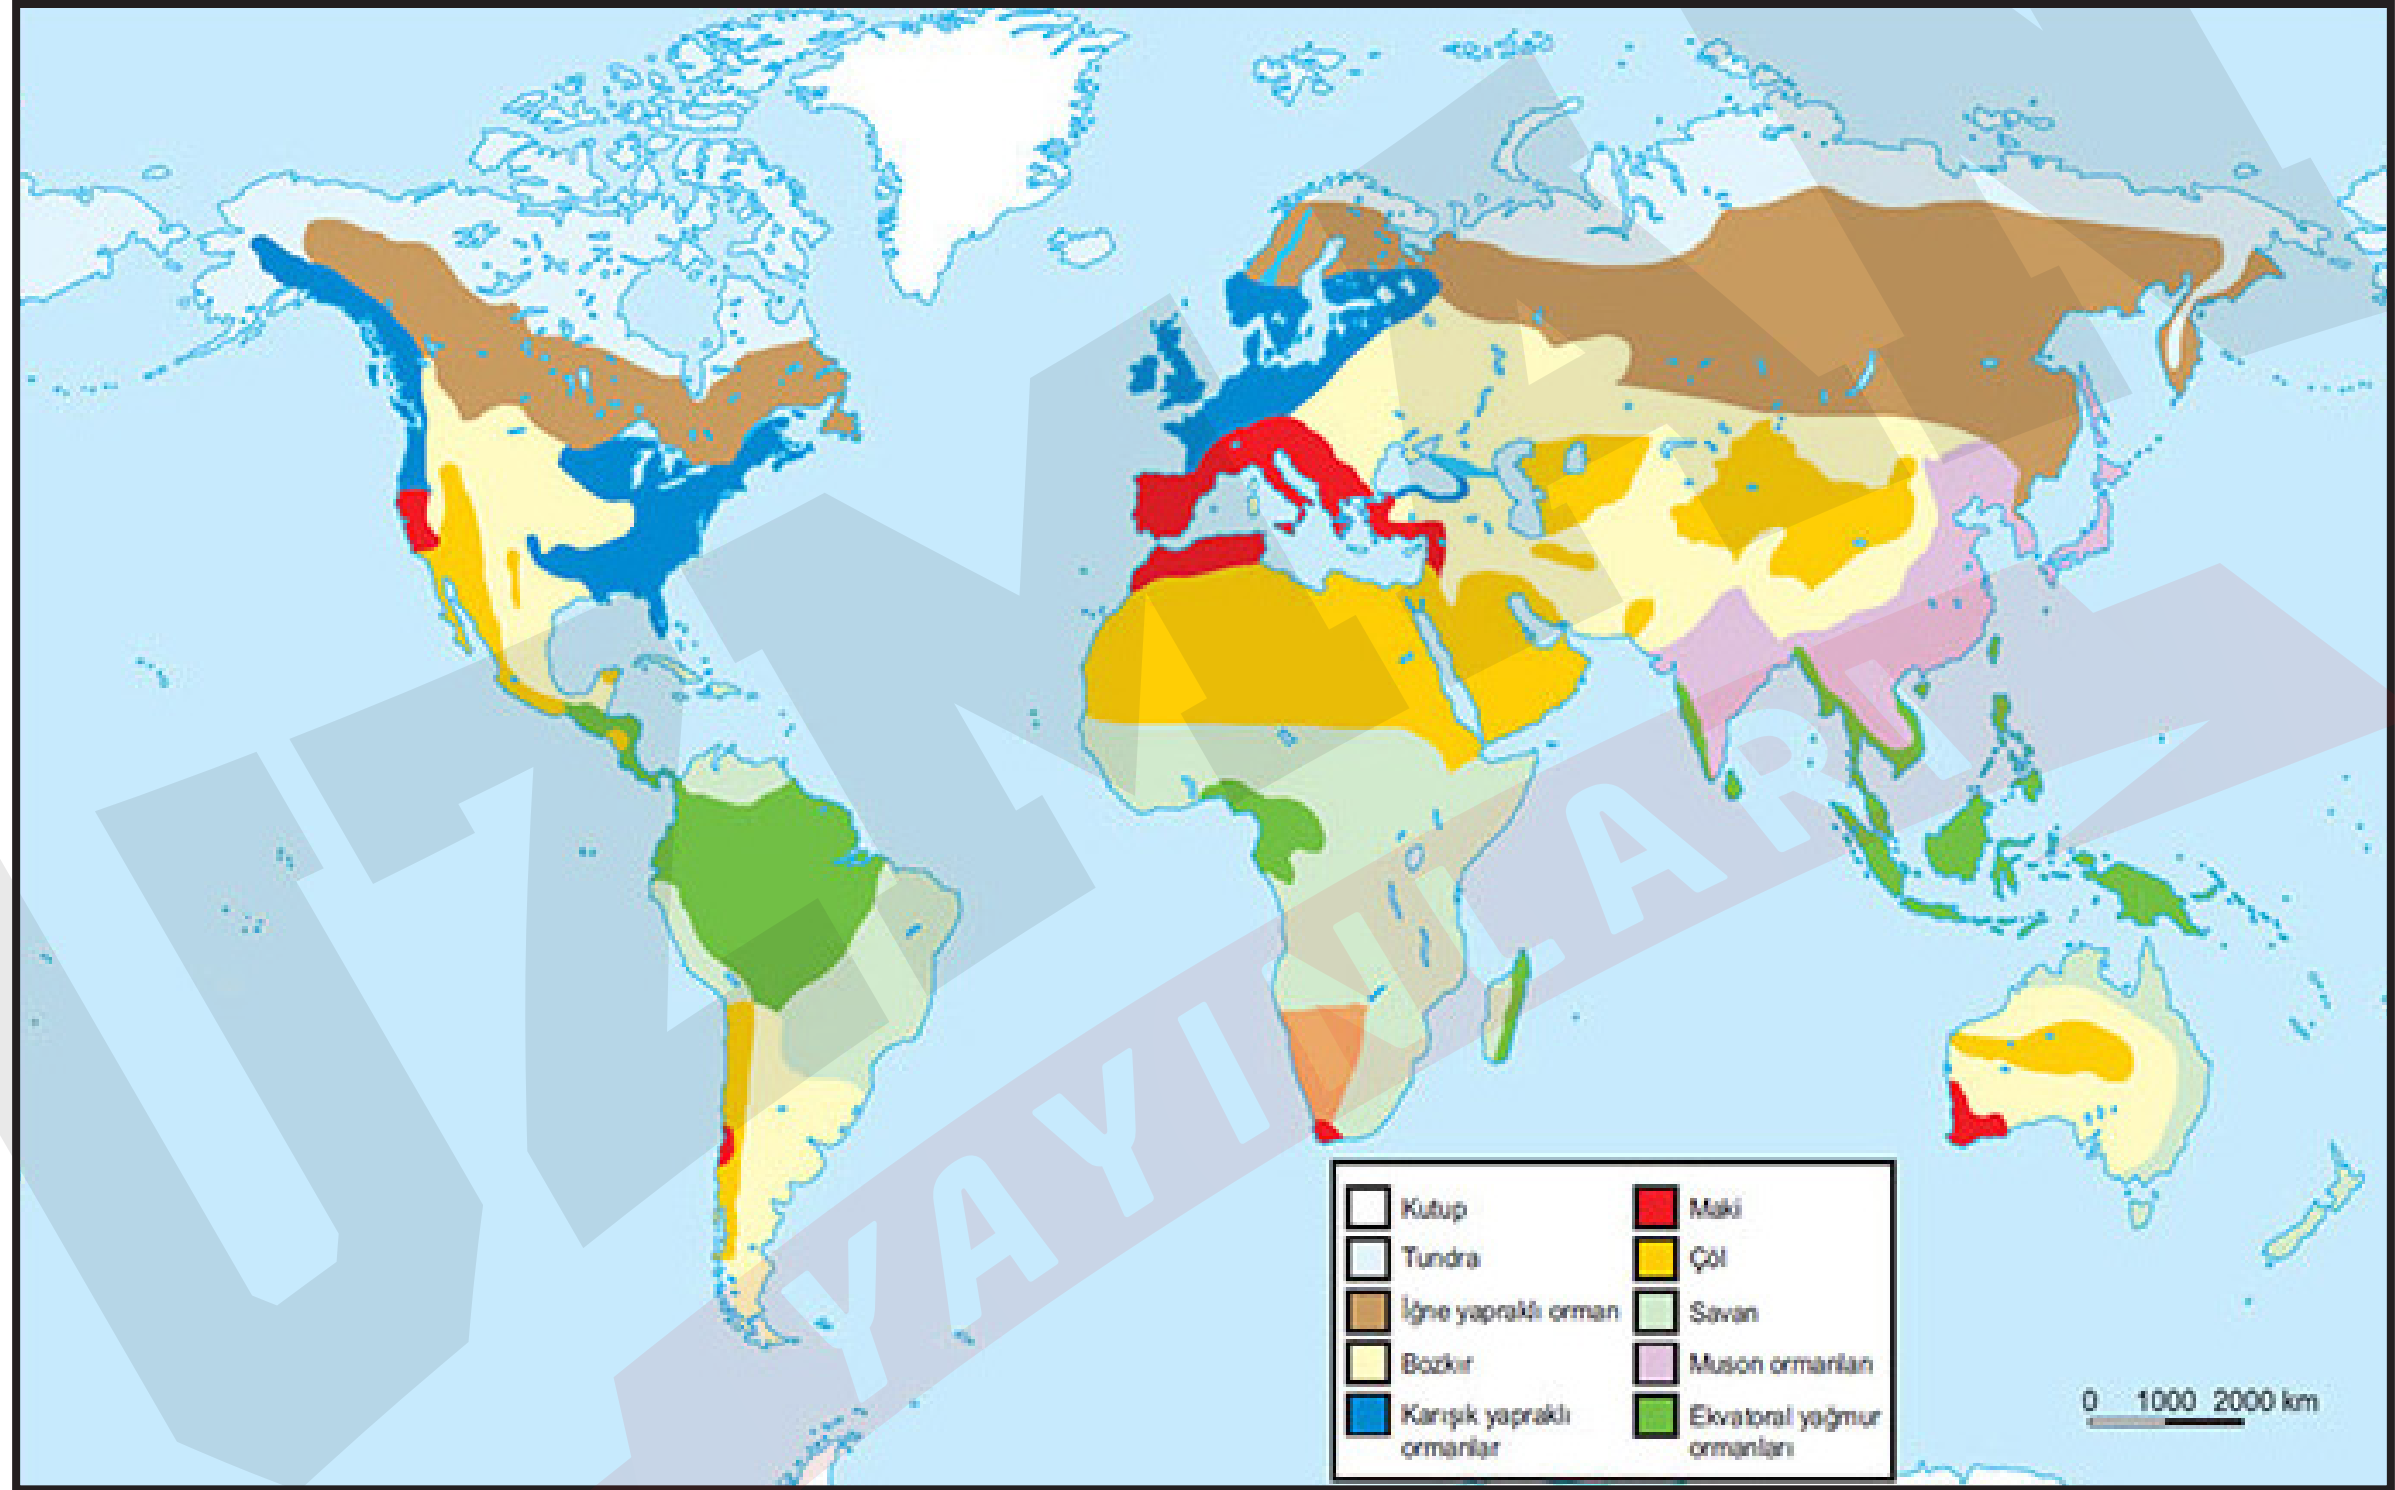 UZMAN
YAYINLARI
Kutup
Tundra
İğne yapraklı orman
Bozkır
Karışık yapraklı
ormanlar
Maki
Çöl
Savan
Muson ormanları
Ekvatoral yağmur
ormanları
0 1000 2000 km